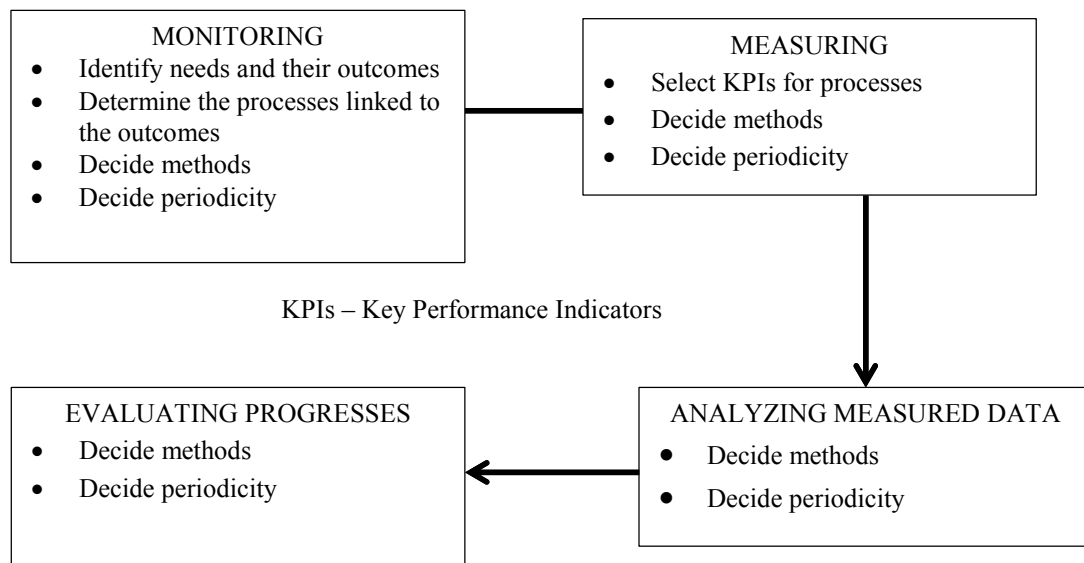 MONITORING
• Identify needs and their outcomes
• Determine the processes linked to
the outcomes
• Decide methods
• Decide periodicity
MEASURING
• Select KPIs for processes
• Decide methods
• Decide periodicity
KPIs – Key Performance Indicators
EVALUATING PROGRESSES
• Decide methods
• Decide periodicity
ANALYZING MEASURED DATA
• Decide methods
• Decide periodicity